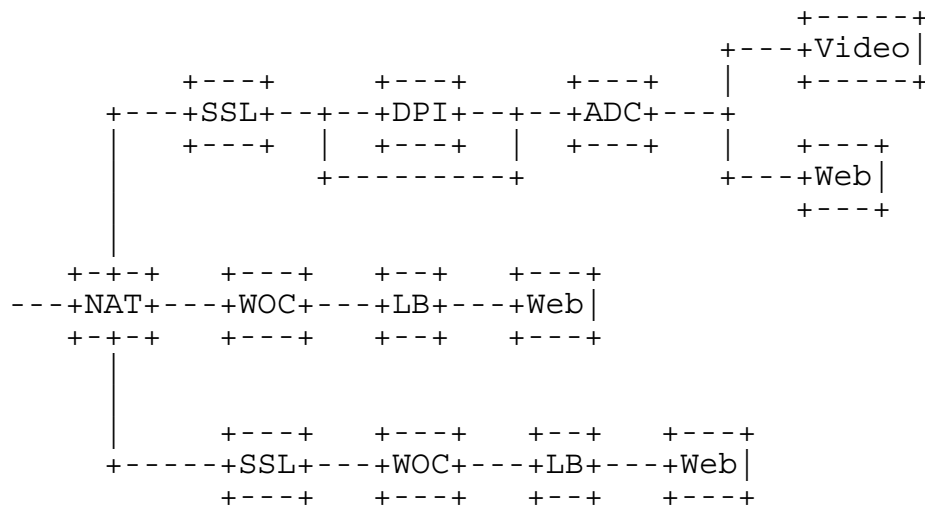 Video
SSL DPI ADC
Web
NAT WOC LB Web
SSL WOC LB Web